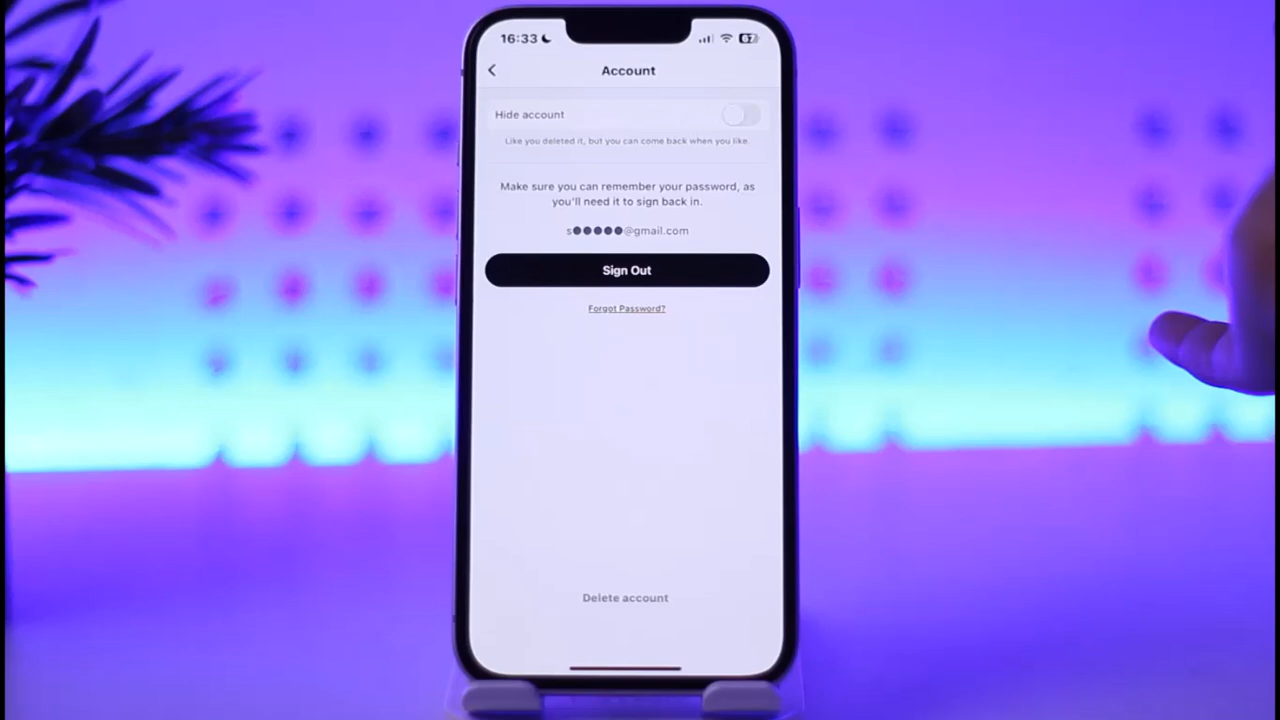 16:33
67
Account
Hide account
Like you deleted it, but you can come back when you like.
Make sure you can remember your password, as
you'll need it to sign back in.
s●●●●●@gmail.com
Sign Out
Forgot Password?
Delete account